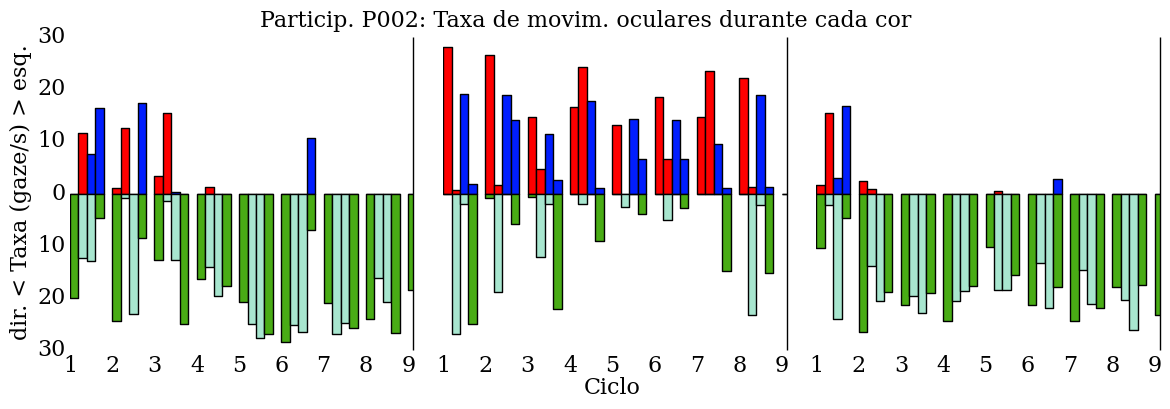 Particip. P002: Taxa de movim. oculares durante cada cor
dir. < Taxa (gaze/s) > esq.
30
20
10
0
10
20
30
1 2 3 4 5 6 7 8 9 1 2 3 4 5 6 7 8 9 1 2 3 4 5 6 7 8 9
Ciclo